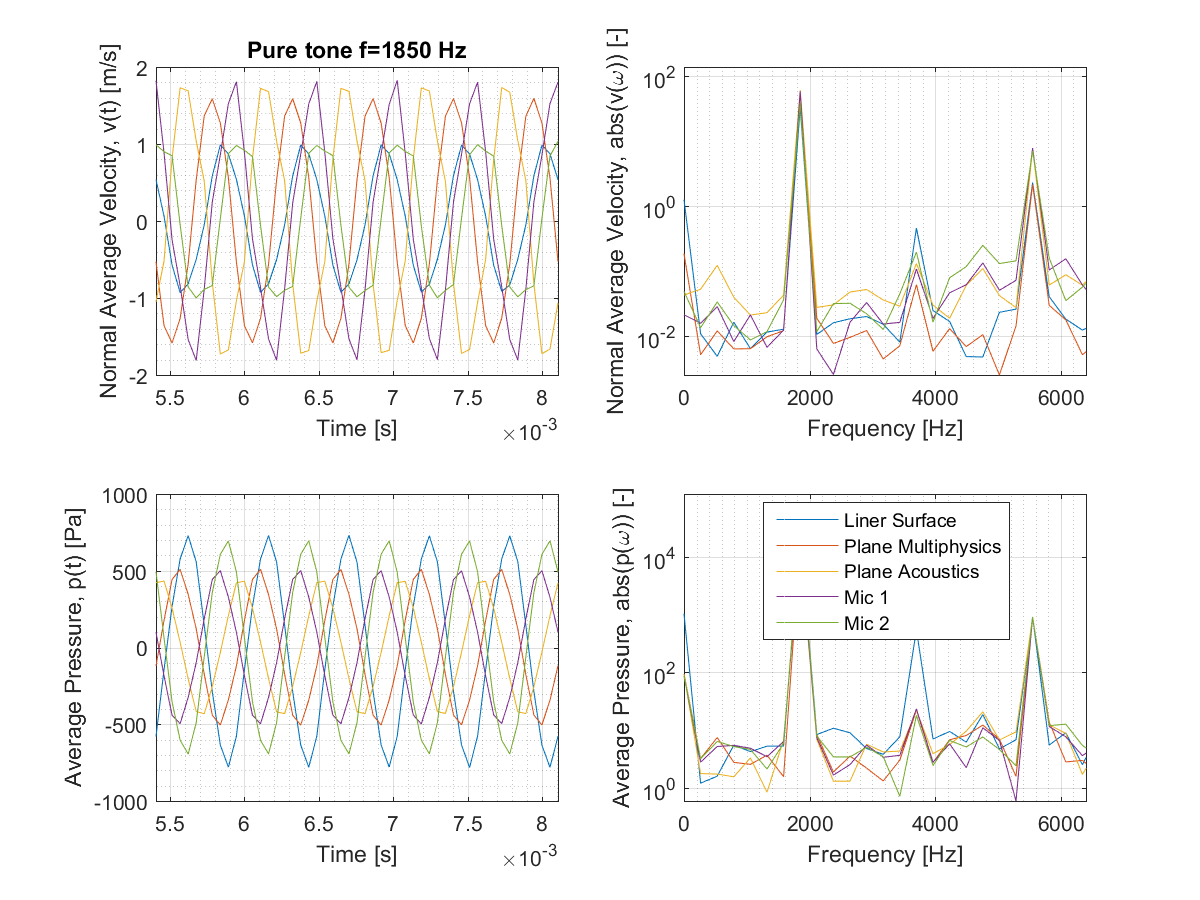 Pure tone f=1850 Hz
Normal Average Velocity, v(t) [m/s]
2
1
0
-1
-2
5.5 6 6.5 7 7.5 8
Time [s]
×10-3
Normal Average Velocity, abs(v(ω)) [-]
102
100
10-2
0 2000 4000 6000
Frequency [Hz]
Average Pressure, p(t) [Pa]
1000
500
0
-500
-1000
5.5 6 6.5 7 7.5 8
Time [s]
×10-3
Average Pressure, abs(p(ω)) [-]
104
102
100
Liner Surface
Plane Multiphysics
Plane Acoustics
Mic 1
Mic 2
0 2000 4000 6000
Frequency [Hz]